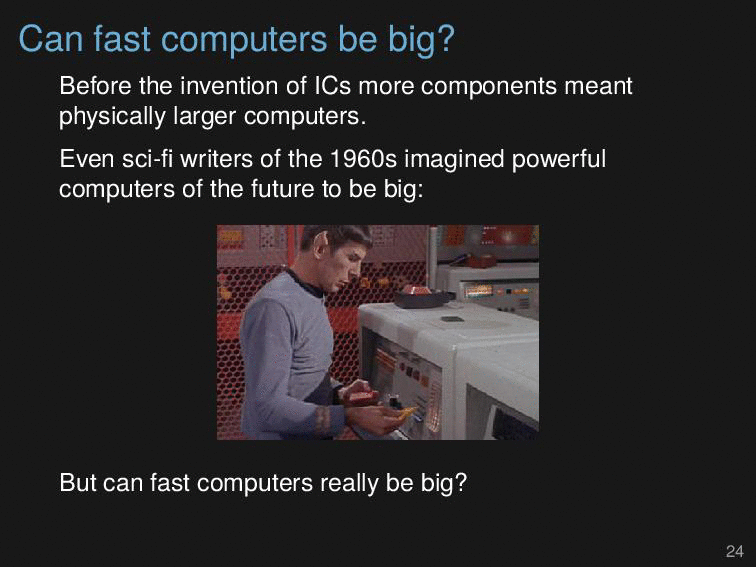 Can fast computers be big?
Before the invention of ICs more components meant
physically larger computers.
Even sci-fi writers of the 1960s imagined powerful
computers of the future to be big:
But can fast computers really be big?
24